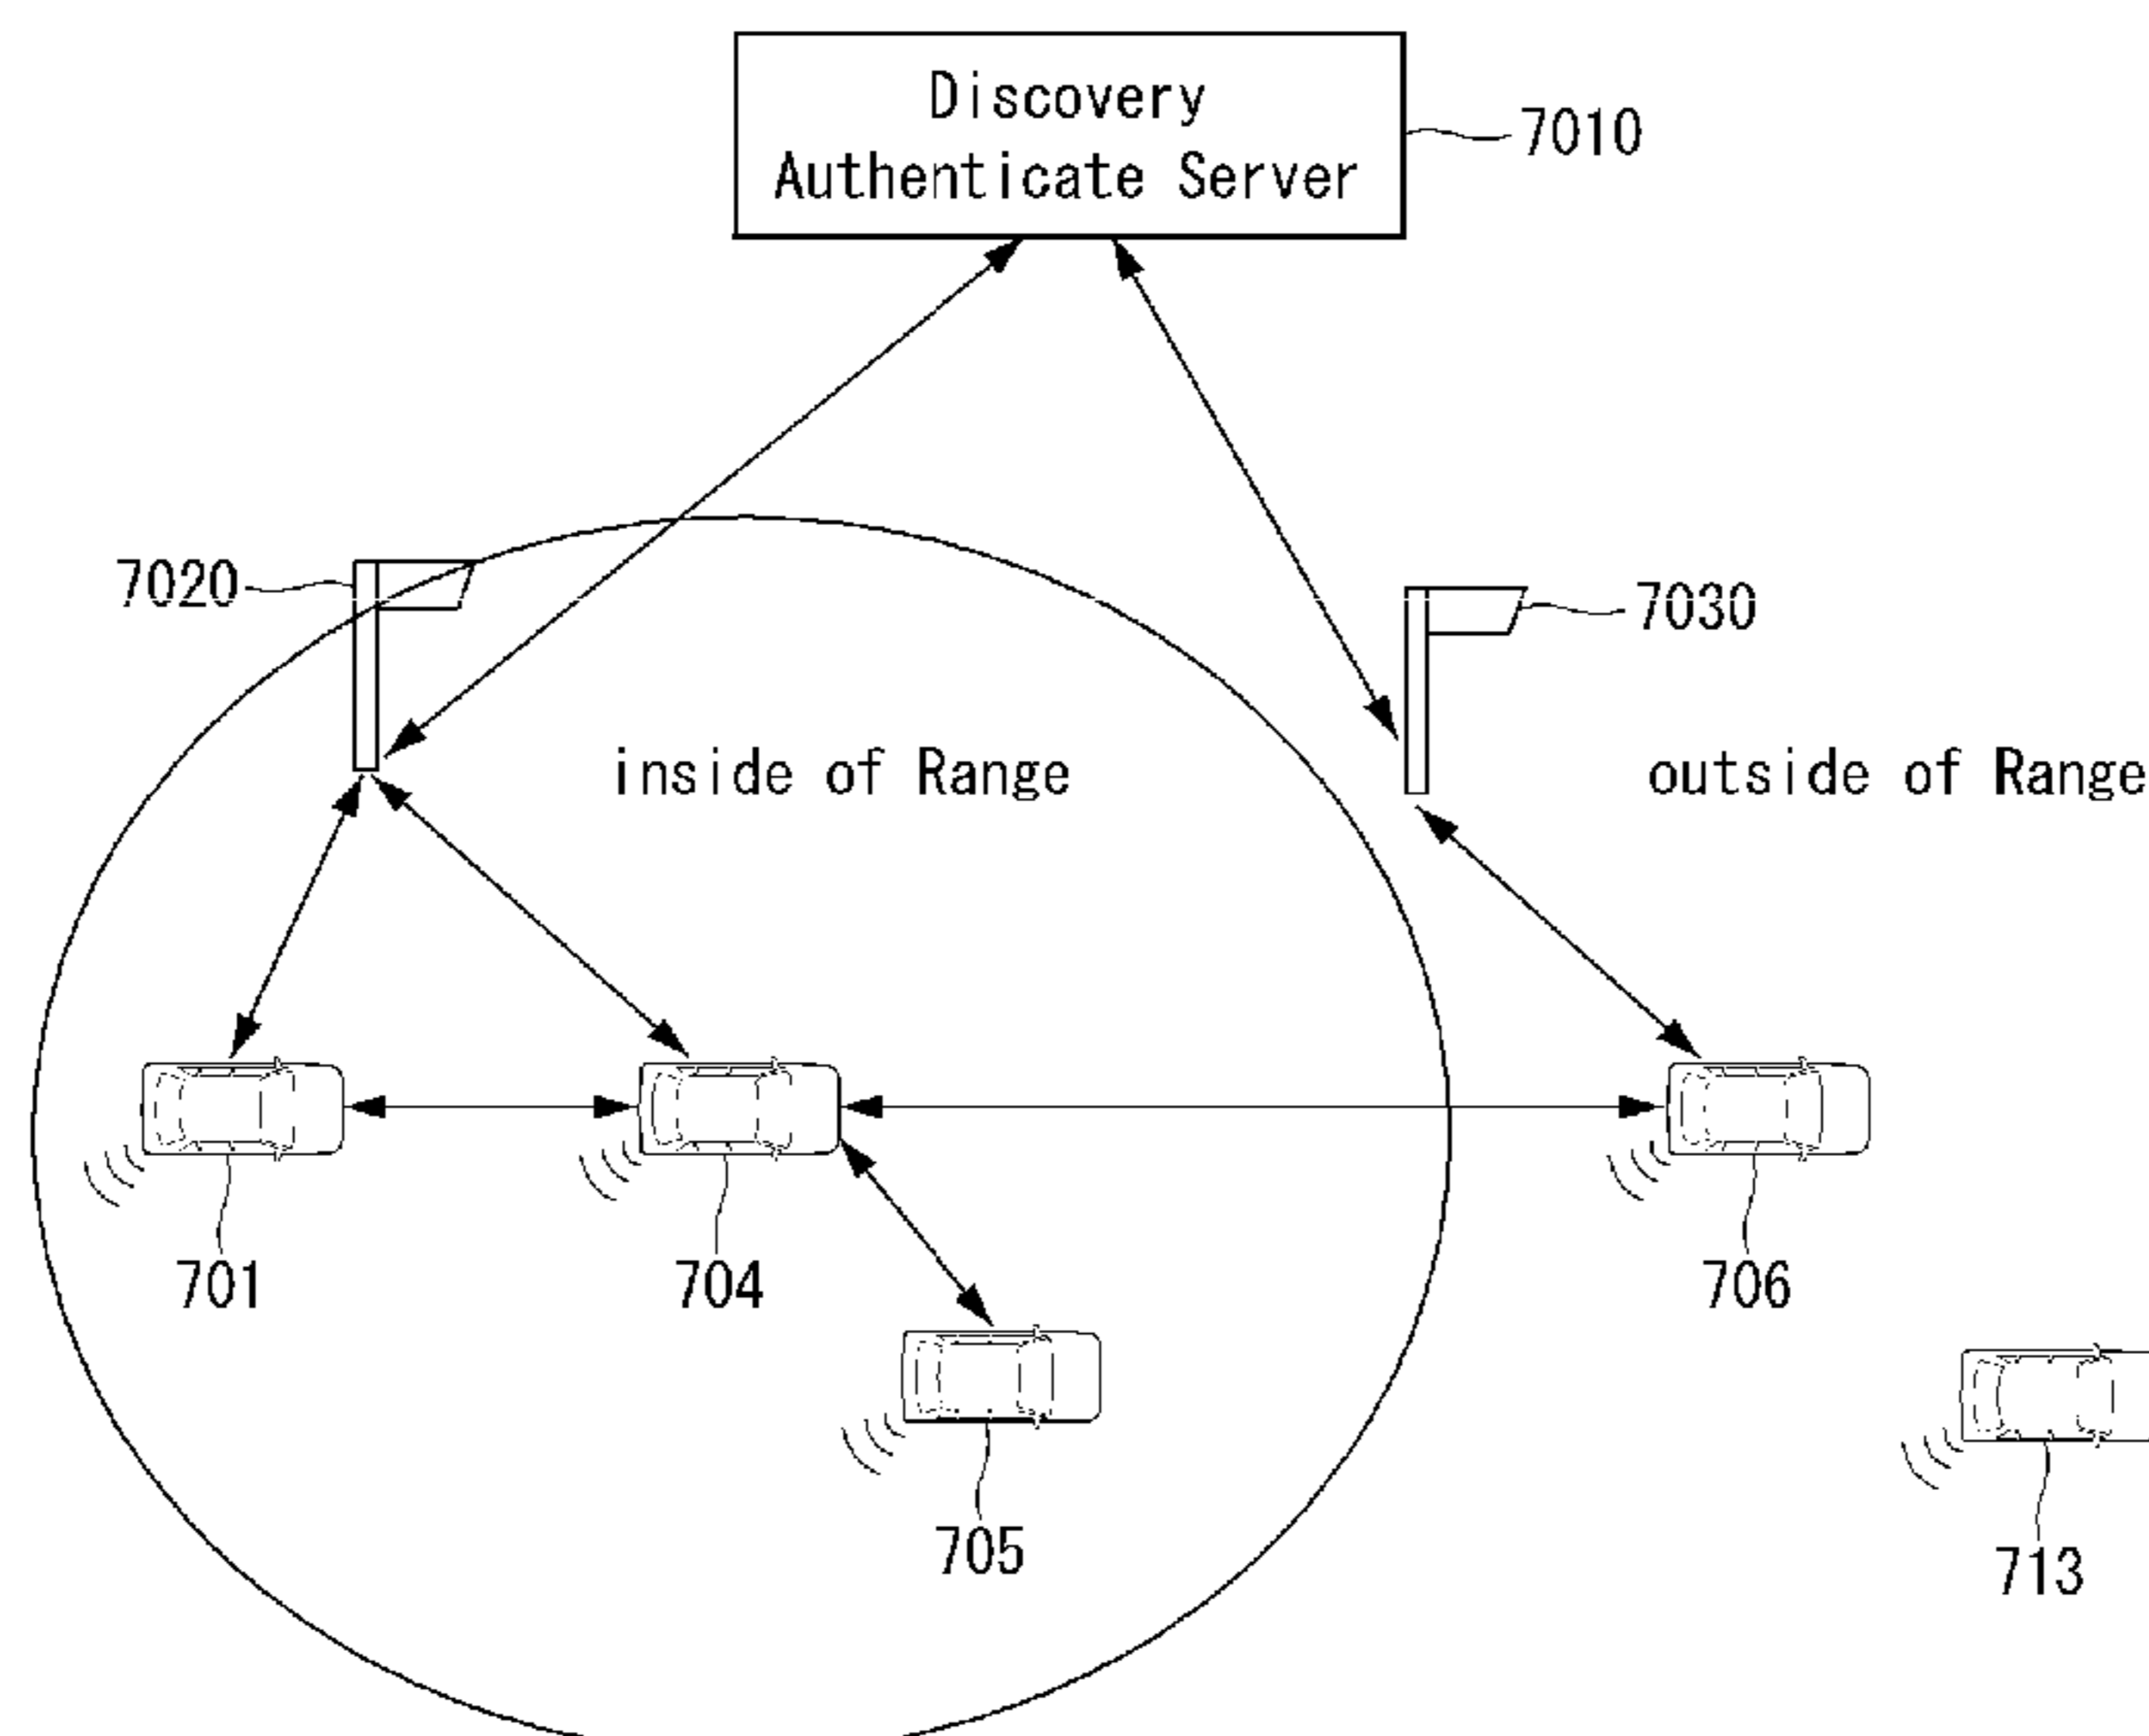 Discovery
Authenticate Server
7010
7020
7030
inside of Range
outside of Range
701
704
706
705
713